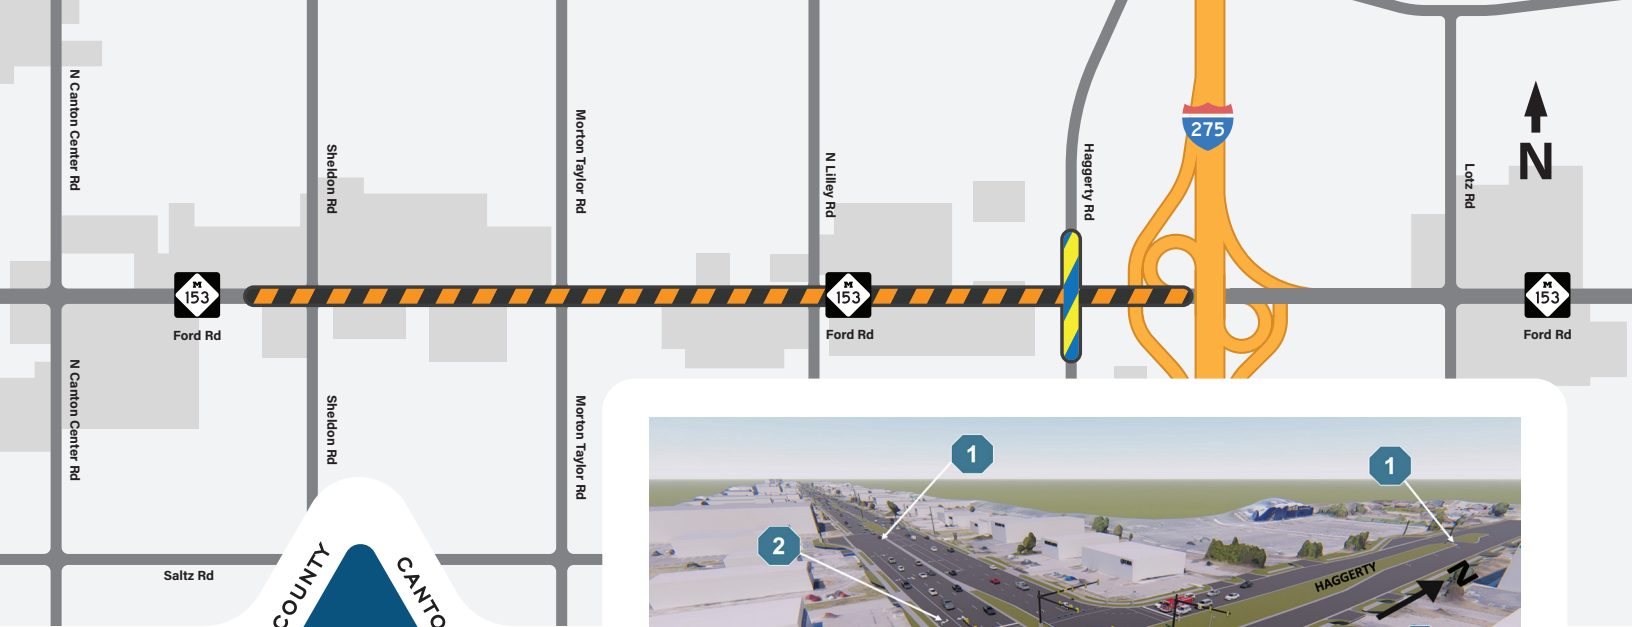 N Canton Center Rd
Sheldon Rd
Morton Taylor Rd
N Lilley Rd
Haggerty Rd
275
Lotz Rd
N
M
153
Ford Rd
M
153
Ford Rd
M
153
Ford Rd
N Canton Center Rd
Sheldon Rd
Morton Taylor Rd
Saltz Rd
COUNTY
CANTO
1
1
2
HAGGERTY
N